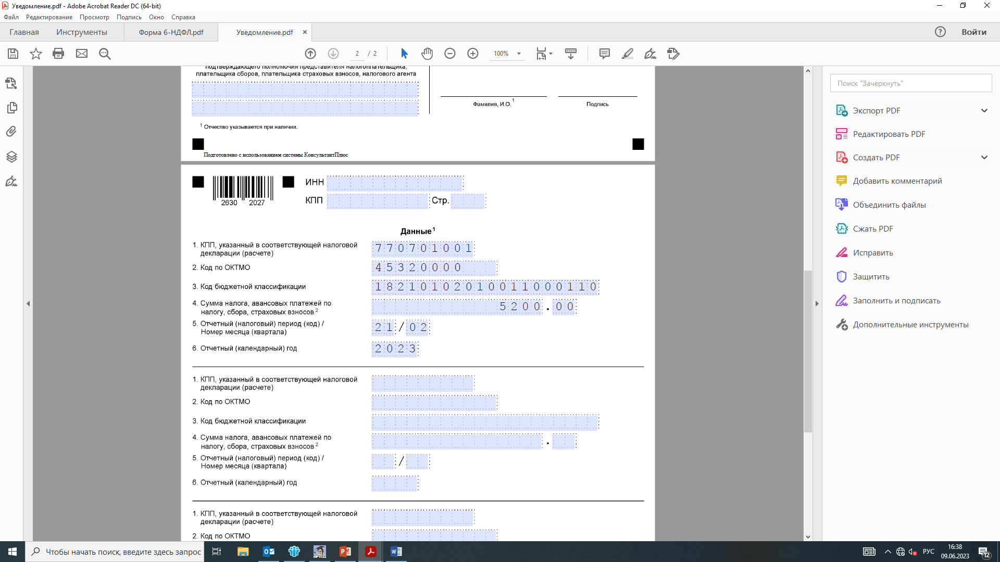 Уведомление.pdf - Adobe Acrobat Reader DC (64-bit)
Файл Редактирование Просмотр Подпись Окно Справка
Главная Инструменты Форма 6-НДФЛ.pdf Уведомление.pdf × ? Войти
2 / 2 100%
подтверждающего полномочия представителя налогоплательщика,
плательщика сборов, плательщика страховых взносов, налогового агента
Фамилия, И.О. 1 Подпись
1 Отчество указывается при наличии.
Подготовлено с использованием системы КонсультантПлюс
2630 2027
ИНН
КПП Стр.
Данные 1
1. КПП, указанный в соответствующей налоговой
декларации (расчете)
770701001
2. Код по ОКТМО 45320000
3. Код бюджетной классификации 18210102010011000110
4. Сумма налога, авансовых платежей по
налогу, сбора, страховых взносов 2
5200.00
5. Отчетный (налоговый) период (код) /
Номер месяца (квартала)
21/02
6. Отчетный (календарный) год 2023
1. КПП, указанный в соответствующей налоговой
декларации (расчете)
2. Код по ОКТМО
3. Код бюджетной классификации
4. Сумма налога, авансовых платежей по
налогу, сбора, страховых взносов 2
.
5. Отчетный (налоговый) период (код) /
Номер месяца (квартала)
/
6. Отчетный (календарный) год
1. КПП, указанный в соответствующей налоговой
декларации (расчете)
2. Код по ОКТМО
Поиск "Зачеркнуть"
Экспорт PDF
Редактировать PDF
Создать PDF
Добавить комментарий
Объединить файлы
Сжать PDF
Исправить
Защитить
Заполнить и подписать
Дополнительные инструменты
Чтобы начать поиск, введите здесь запрос
РУС
16:38
09.06.2023
12